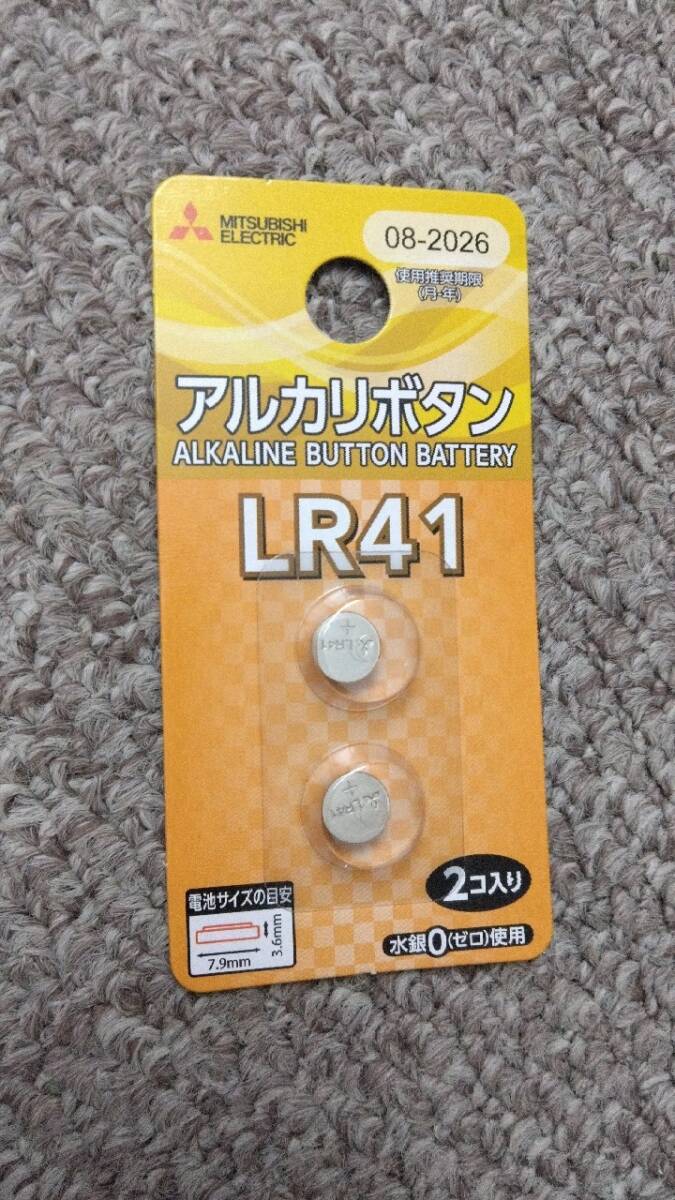 MITSUBISHI
ELECTRIC
08-2026
使用推奨期限
(月-年)
アルカリボタン
ALKALINE BUTTON BATTERY
LR41
LR41
LR41
2コ入り
電池サイズの目安
3.6mm
7.9mm
水銀0(ゼロ)使用